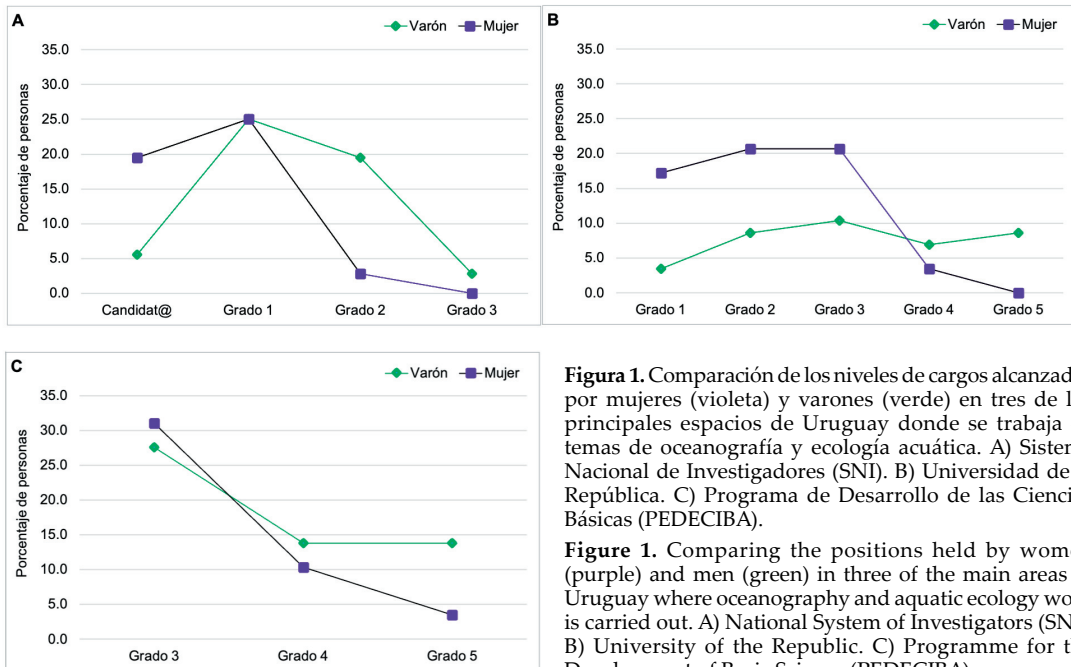 A
Varón Mujer
Porcentaje de personas
35.0
30.0
25.0
20.0
15.0
10.0
5.0
0.0
Candidat@ Grado 1 Grado 2 Grado 3
B
Varón Mujer
Porcentaje de personas
35.0
30.0
25.0
20.0
15.0
10.0
5.0
0.0
Grado 1 Grado 2 Grado 3 Grado 4 Grado 5
C
Varón Mujer
Porcentaje de personas
35.0
30.0
25.0
20.0
15.0
10.0
5.0
0.0
Grado 3 Grado 4 Grado 5
Figura 1. Comparación de los niveles de cargos alcanzad
por mujeres (violeta) y varones (verde) en tres de l
principales espacios de Uruguay donde se trabaja
temas de oceanografía y ecología acuática. A) Sistem
Nacional de Investigadores (SNI). B) Universidad de
República. C) Programa de Desarrollo de las Cienci
Básicas (PEDECIBA).
Figure 1. Comparing the positions held by wome
(purple) and men (green) in three of the main areas
Uruguay where oceanography and aquatic ecology wo
is carried out. A) National System of Investigators (SN
B) University of the Republic. C) Programme for t
Development of Basic Science (PEDECIBA).